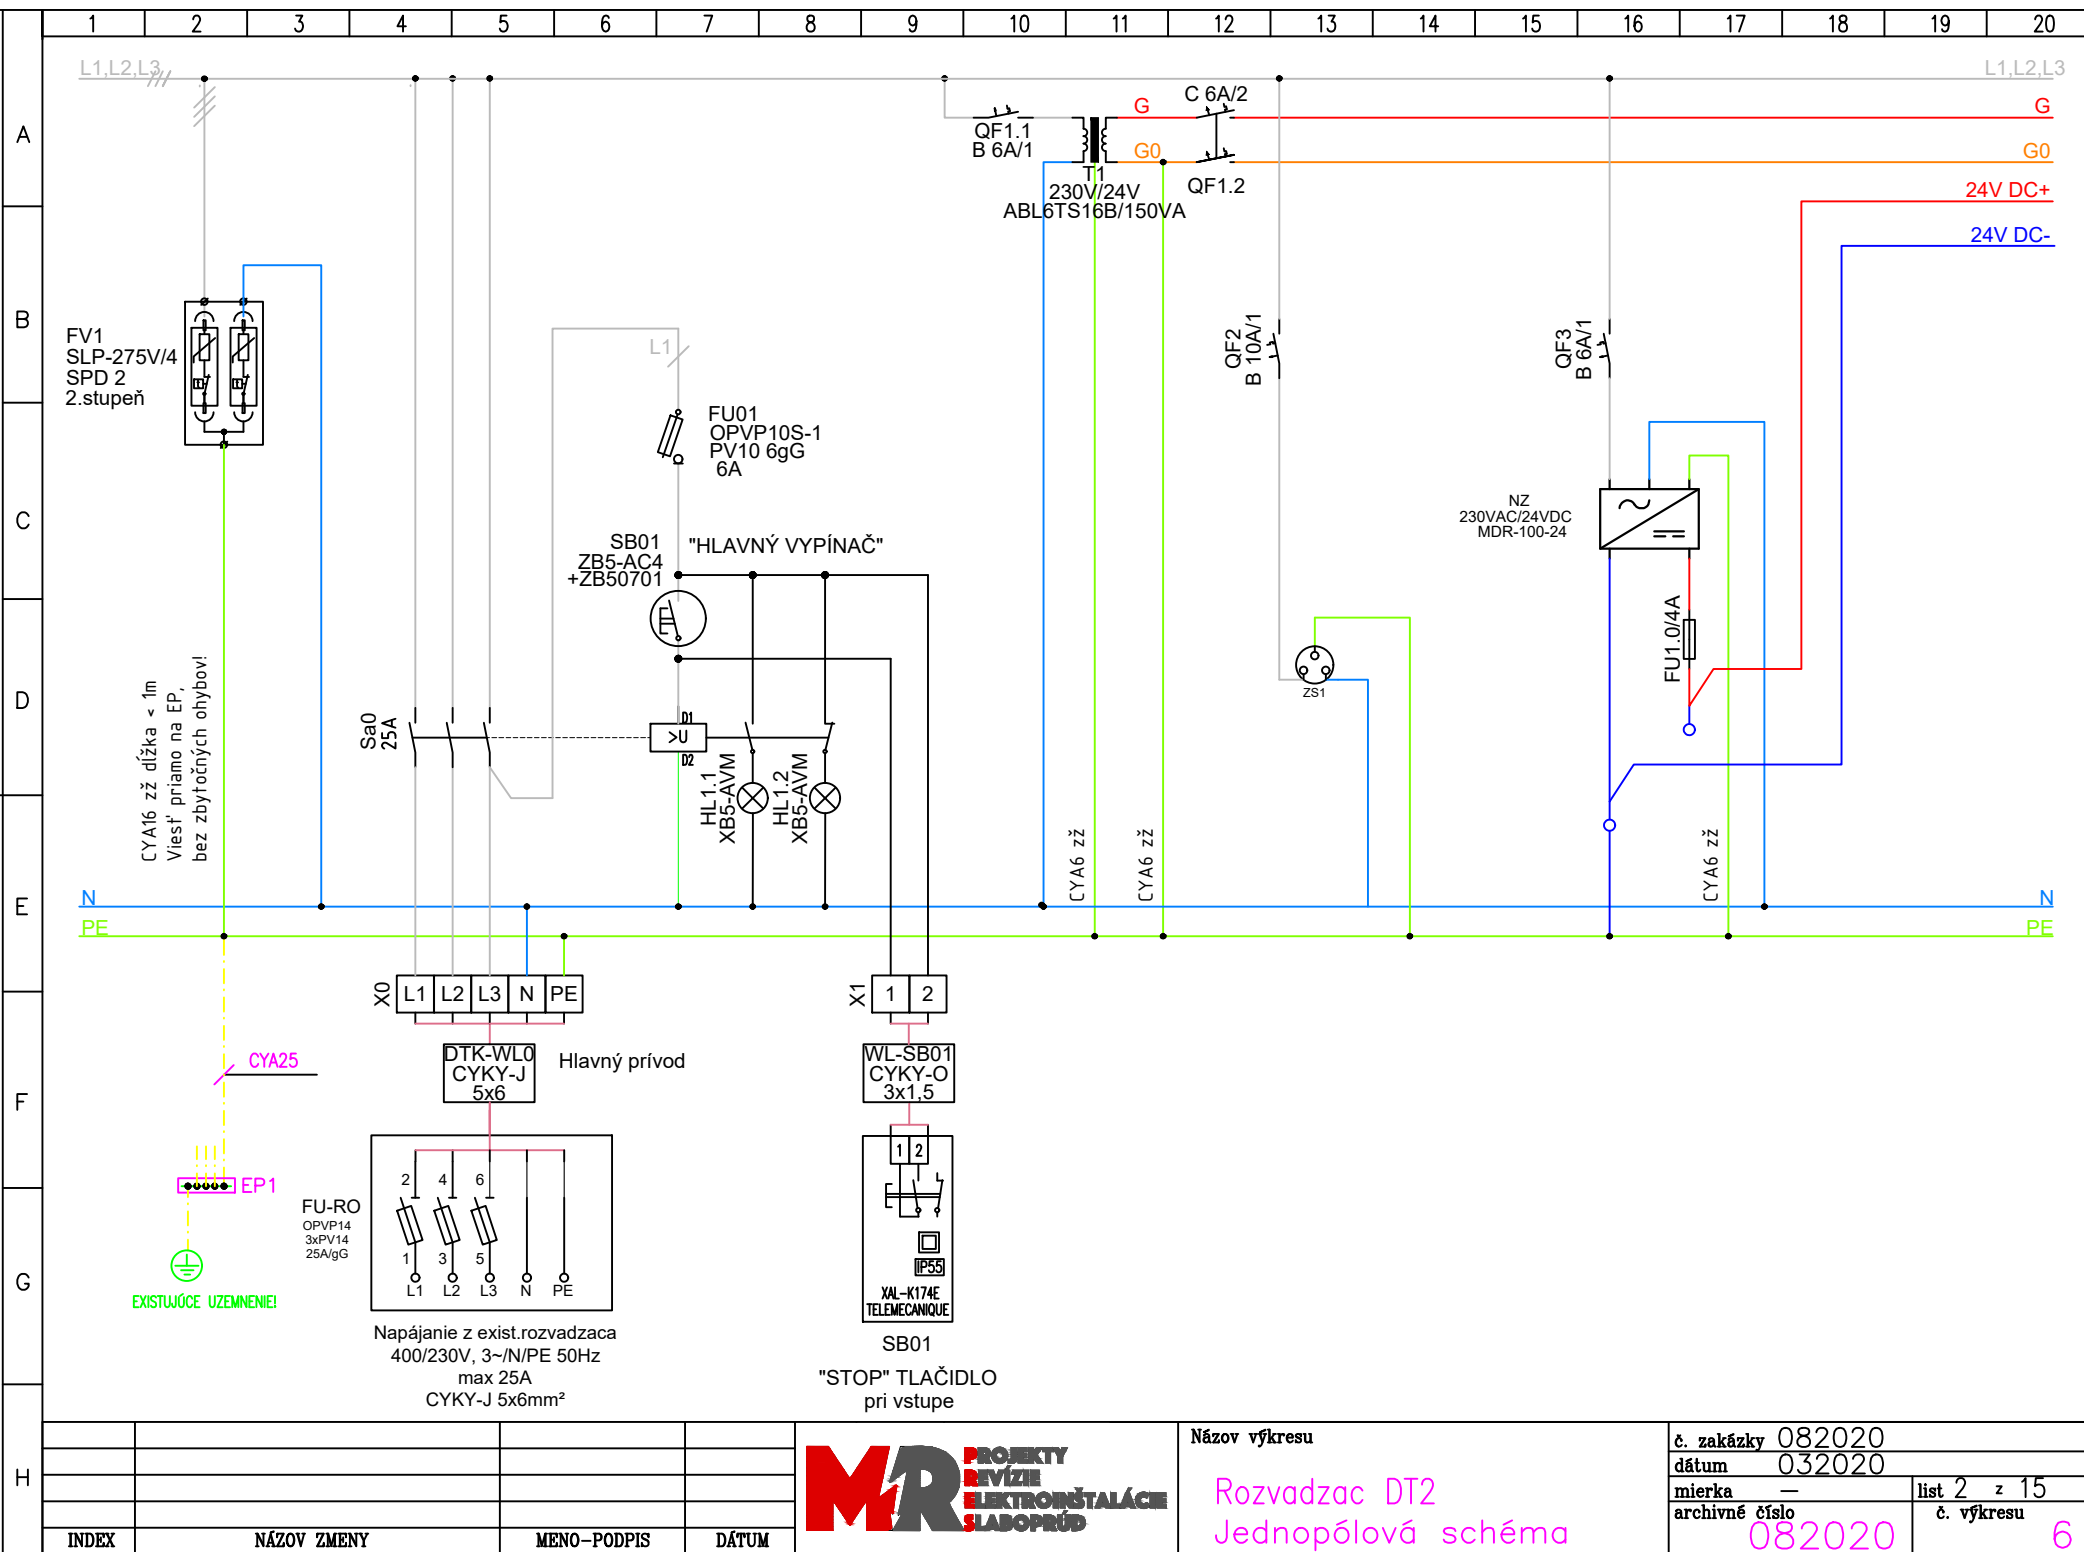 1 2 3 4 5 6 7 8 9 10 11 12 13 14 15 16 17 18 19 20
L1,L2,L3
L1,L2,L3
A
B
C
D
E
F
G
H
QF1.1
B 6A/1
G
G0
C 6A/2
QF1.2
T1
230V/24V
ABL6TS16B/150VA
G
G0
24V DC+
24V DC-
FV1
SLP-275V/4
SPD 2
2.stupeň
L1
FU01
OPVP10S-1
PV10 6gG
6A
QF2
B 10A/1
QF3
B 6A/1
SB01
ZB5-AC4
+ZB50701
"HLAVNÝ VYPÍNAČ"
NZ
230VAC/24VDC
MDR-100-24
FU1.0/4A
ZS1
CYA16 zž dĺžka < 1m
Viesť priamo na EP,
bez zbytočných ohybov!
Sa0
25A
D1
>U
D2
HL1.1
XB5-AVM
HL1.2
XB5-AVM
CYA6 zž
CYA6 zž
CYA6 zž
N
N
PE
PE
X0
L1 L2 L3 N PE
X1
1 2
DTK-WL0
CYKY-J
5x6
Hlavný prívod
WL-SB01
CYKY-O
3x1,5
CYA25
EP1
EXISTUJÚCE UZEMNENIE!
FU-RO
OPVP14
3xPV14
25A/gG
2 4 6
1 3 5
L1 L2 L3 N PE
1 2
IP55
XAL-K174E
TELEMECANIQUE
SB01
"STOP" TLAČIDLO
pri vstupe
Napájanie z exist.rozvadzaca
400/230V, 3~/N/PE 50Hz
max 25A
CYKY-J 5x6mm²
INDEX
NÁZOV ZMENY
MENO-PODPIS
DÁTUM
MR
PROJEKTY
REVÍZIE
ELEKTROINŠTALÁCIE
SLABOPRÚD
Názov výkresu
Rozvadzac DT2
Jednopólová schéma
č. zakázky 082020
dátum 032020
mierka —
list 2 z 15
archivné číslo
082020
č. výkresu
6